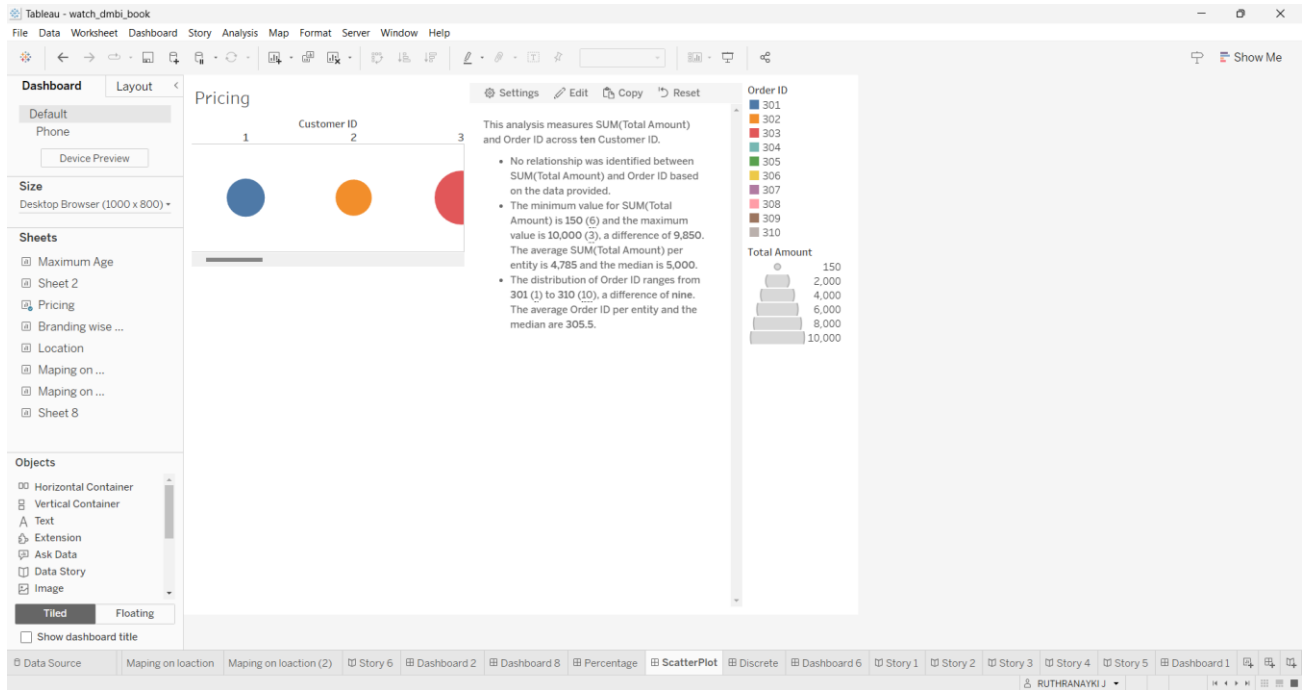 Tableau - watch_dmbi_book
File Data Worksheet Dashboard Story Analysis Map Format Server Window Help
Show Me
Dashboard Layout
Default
Phone
Device Preview
Size
Desktop Browser (1000 x 800)
Sheets
Maximum Age
Sheet 2
Pricing
Branding wise ...
Location
Maping on ...
Maping on ...
Sheet 8
Objects
Horizontal Container
Vertical Container
Text
Extension
Ask Data
Data Story
Image
Tiled Floating
Show dashboard title
Pricing
Customer ID
1 2 3
Settings Edit Copy Reset
This analysis measures SUM(Total Amount)
and Order ID across ten Customer ID.
• No relationship was identified between
SUM(Total Amount) and Order ID based
on the data provided.
• The minimum value for SUM(Total
Amount) is 150 (6) and the maximum
value is 10,000 (3), a difference of 9,850.
The average SUM(Total Amount) per
entity is 4,785 and the median is 5,000.
• The distribution of Order ID ranges from
301 (1) to 310 (10), a difference of nine.
The average Order ID per entity and the
median are 305.5.
Order ID
301
302
303
304
305
306
307
308
309
310
Total Amount
150
2,000
4,000
6,000
8,000
10,000
Data Source Maping on loaction Maping on loaction (2) Story 6 Dashboard 2 Dashboard 8 Percentage ScatterPlot Discrete Dashboard 6 Story 1 Story 2 Story 3 Story 4 Story 5 Dashboard 1
RUTHRANAYKI J